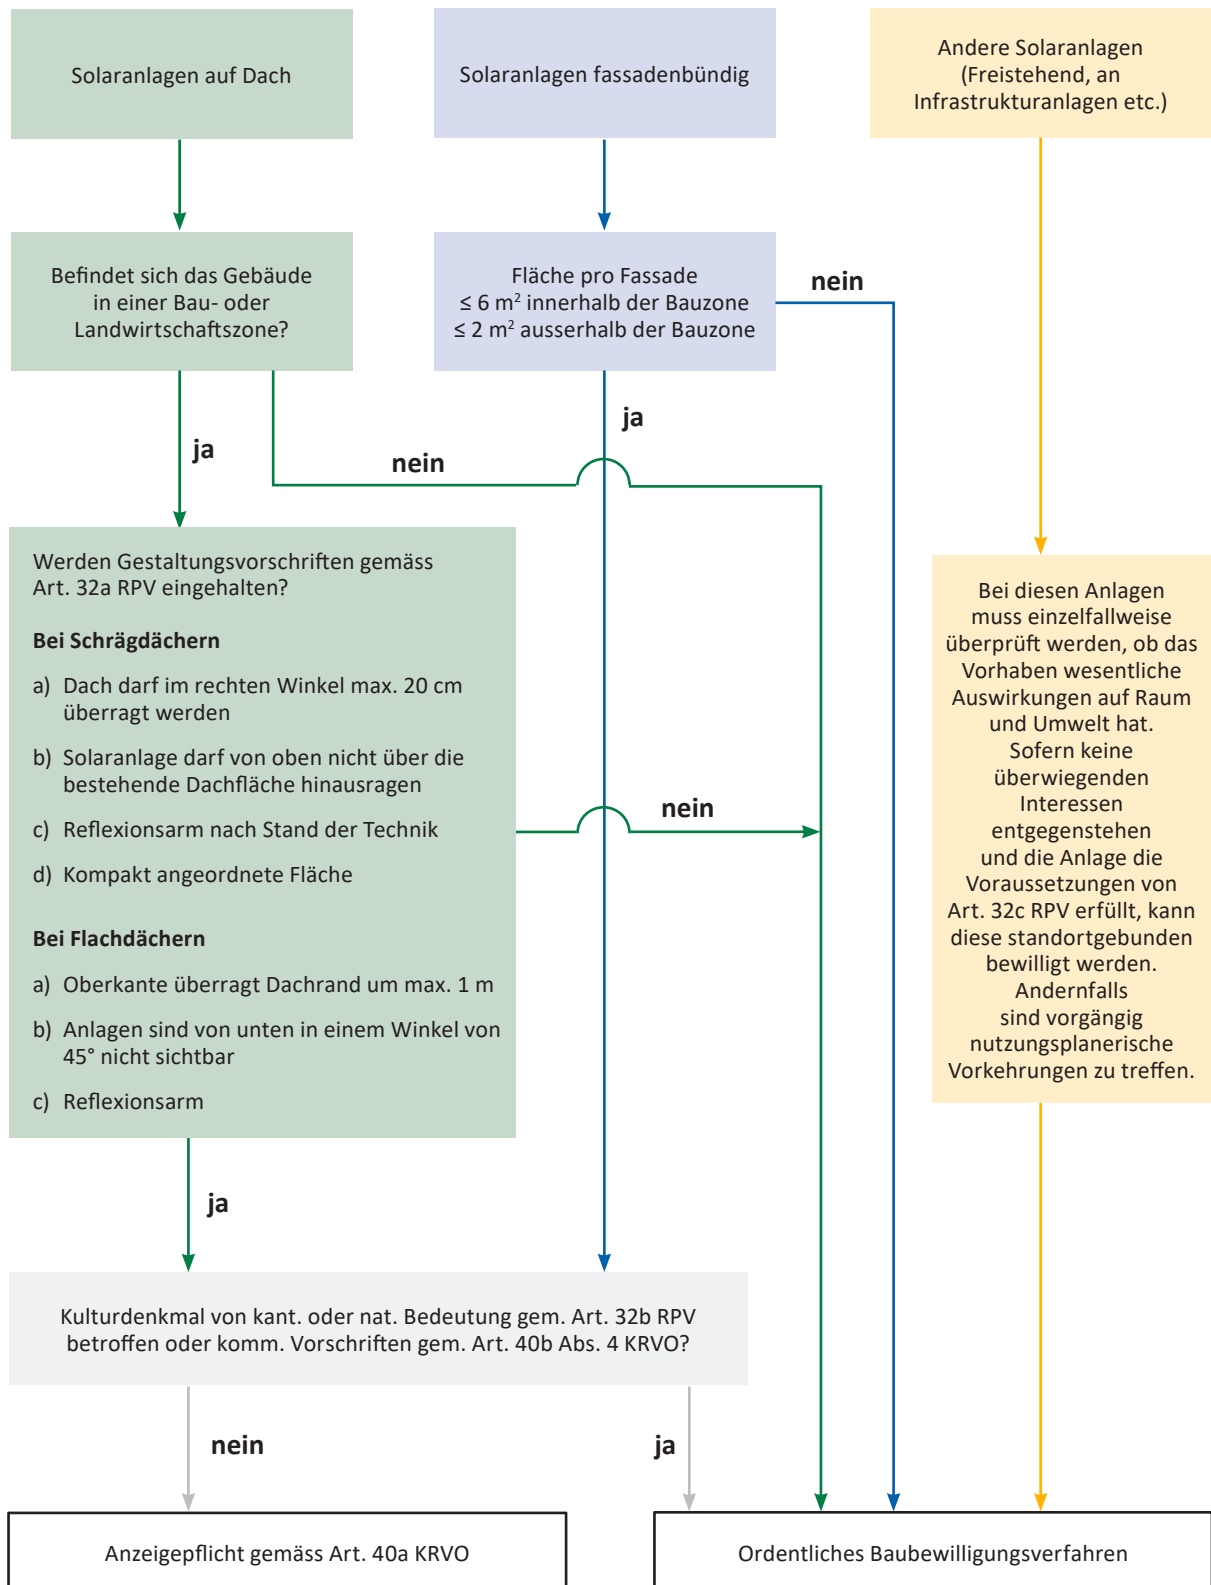 Solaranlagen auf Dach
Solaranlagen fassadenbündig
Andere Solaranlagen
(Freistehend, an
Infrastrukturanlagen etc.)
Befindet sich das Gebäude
in einer Bau- oder
Landwirtschaftszone?
Fläche pro Fassade
≤ 6 m² innerhalb der Bauzone
≤ 2 m² ausserhalb der Bauzone
nein
ja
nein
ja
Werden Gestaltungsvorschriften gemäss
Art. 32a RPV eingehalten?
Bei Schrägdächern
a) Dach darf im rechten Winkel max. 20 cm
überragt werden
b) Solaranlage darf von oben nicht über die
bestehende Dachfläche hinausragen
c) Reflexionsarm nach Stand der Technik
d) Kompakt angeordnete Fläche
Bei Flachdächern
a) Oberkante überragt Dachrand um max. 1 m
b) Anlagen sind von unten in einem Winkel von
45° nicht sichtbar
c) Reflexionsarm
nein
Bei diesen Anlagen
muss einzelfallweise
überprüft werden, ob das
Vorhaben wesentliche
Auswirkungen auf Raum
und Umwelt hat.
Sofern keine
überwiegenden
Interessen
entgegenstehen
und die Anlage die
Voraussetzungen von
Art. 32c RPV erfüllt, kann
diese standortgebunden
bewilligt werden.
Andernfalls
sind vorgängig
nutzungsplanerische
Vorkehrungen zu treffen.
ja
Kulturdenkmal von kant. oder nat. Bedeutung gem. Art. 32b RPV
betroffen oder komm. Vorschriften gem. Art. 40b Abs. 4 KRVO?
nein
ja
Anzeigepflicht gemäss Art. 40a KRVO
Ordentliches Baubewilligungsverfahren